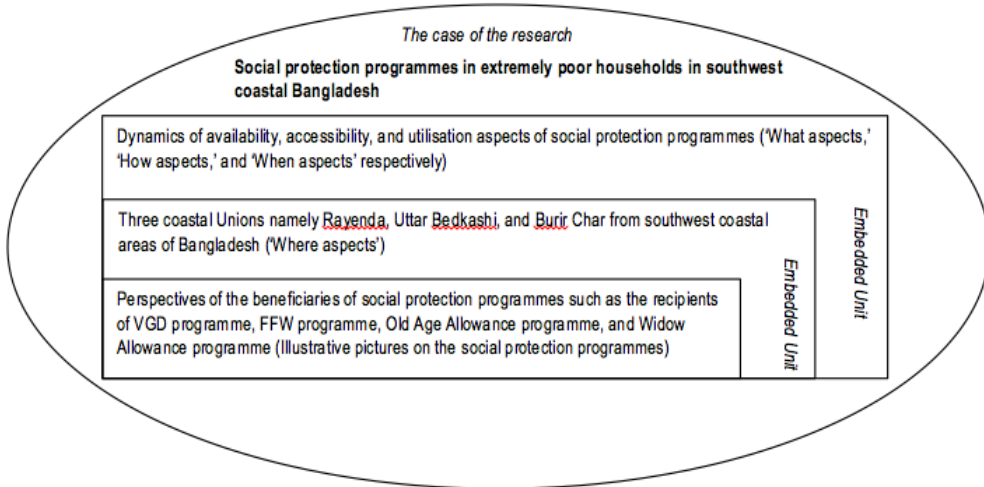 The case of the research
Social protection programmes in extremely poor households in southwest
coastal Bangladesh
Dynamics of availability, accessibility, and utilisation aspects of social protection programmes ('What aspects,'
'How aspects,' and 'When aspects' respectively)
Three coastal Unions namely Rayenda, Uttar Bedkashi, and Burir Char from southwest coastal
areas of Bangladesh ('Where aspects')
Perspectives of the beneficiaries of social protection programmes such as the recipients
of VGD programme, FFW programme, Old Age Allowance programme, and Widow
Allowance programme (Illustrative pictures on the social protection programmes)
Embedded Unit
Embedded Unit